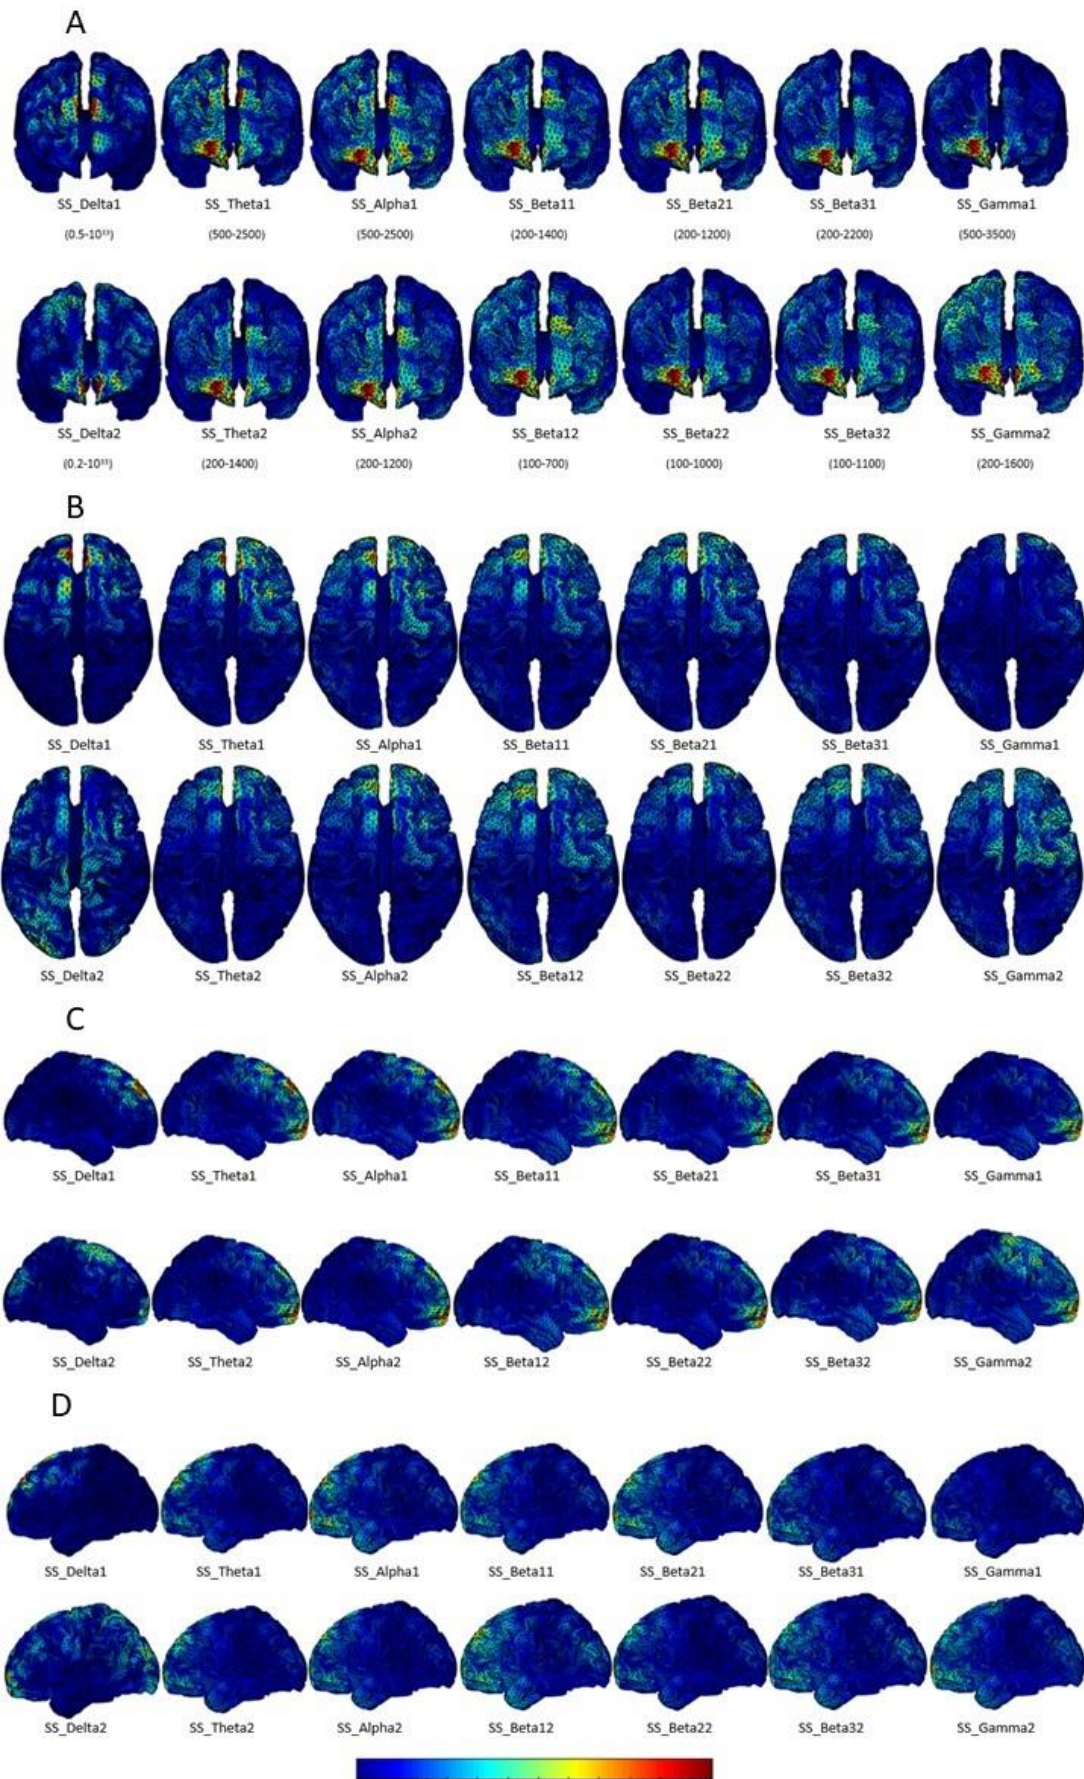 A
SS_Delta1 SS_Theta1 SS_Alpha1 SS_Beta11 SS_Beta21 SS_Beta31 SS_Gamma1
(0.5-10¹³) (500-2500) (500-2500) (200-1400) (200-1200) (200-2200) (500-3500)
SS_Delta2 SS_Theta2 SS_Alpha2 SS_Beta12 SS_Beta22 SS_Beta32 SS_Gamma2
(200-1400) (200-1200) (100-700) (100-1000) (100-1100) (200-1600)
B
SS_Delta1 SS_Theta1 SS_Alpha1 SS_Beta11 SS_Beta21 SS_Beta31 SS_Gamma1
SS_Delta2 SS_Theta2 SS_Alpha2 SS_Beta12 SS_Beta22 SS_Beta32 SS_Gamma2
C
SS_Delta1 SS_Theta1 SS_Alpha1 SS_Beta11 SS_Beta21 SS_Beta31 SS_Gamma1
SS_Delta2 SS_Theta2 SS_Alpha2 SS_Beta12 SS_Beta22 SS_Beta32 SS_Gamma2
D
SS_Delta1 SS_Theta1 SS_Alpha1 SS_Beta11 SS_Beta21 SS_Beta31 SS_Gamma1
SS_Delta2 SS_Theta2 SS_Alpha2 SS_Beta12 SS_Beta22 SS_Beta32 SS_Gamma2